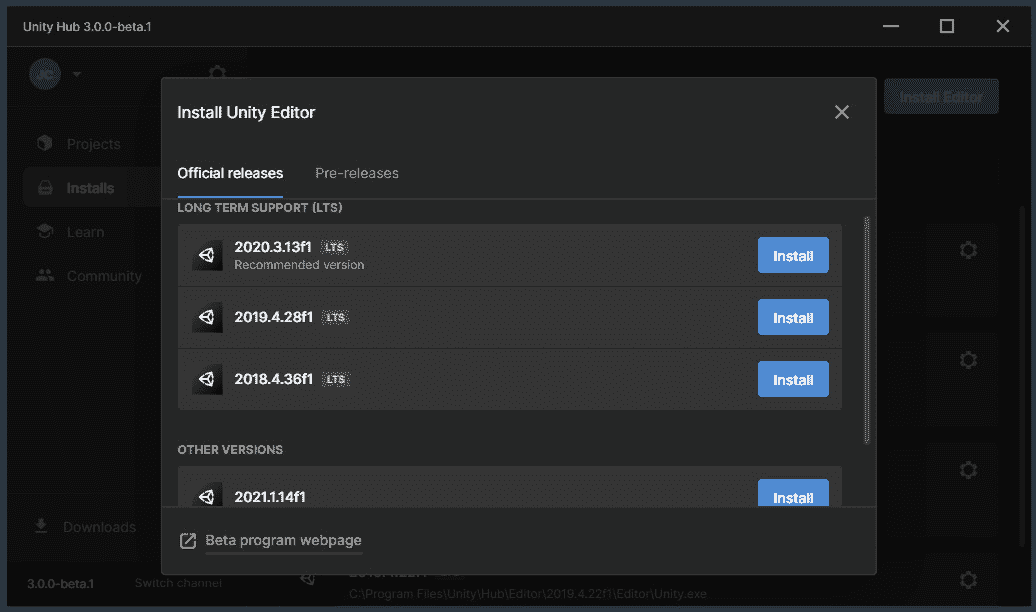 Unity Hub 3.0.0-beta.1
JC
Install Editor
Install Unity Editor
Official releases
Pre-releases
Projects
Installs
Learn
Community
LONG TERM SUPPORT (LTS)
2020.3.13f1 LTS
Recommended version
Install
2019.4.28f1 LTS
Install
2018.4.36f1 LTS
Install
OTHER VERSIONS
2021.1.14f1
Install
Beta program webpage
Downloads
3.0.0-beta.1
Switch channel
C:\Program Files\Unity\Hub\Editor\2019.4.22f1\Editor\Unity.exe